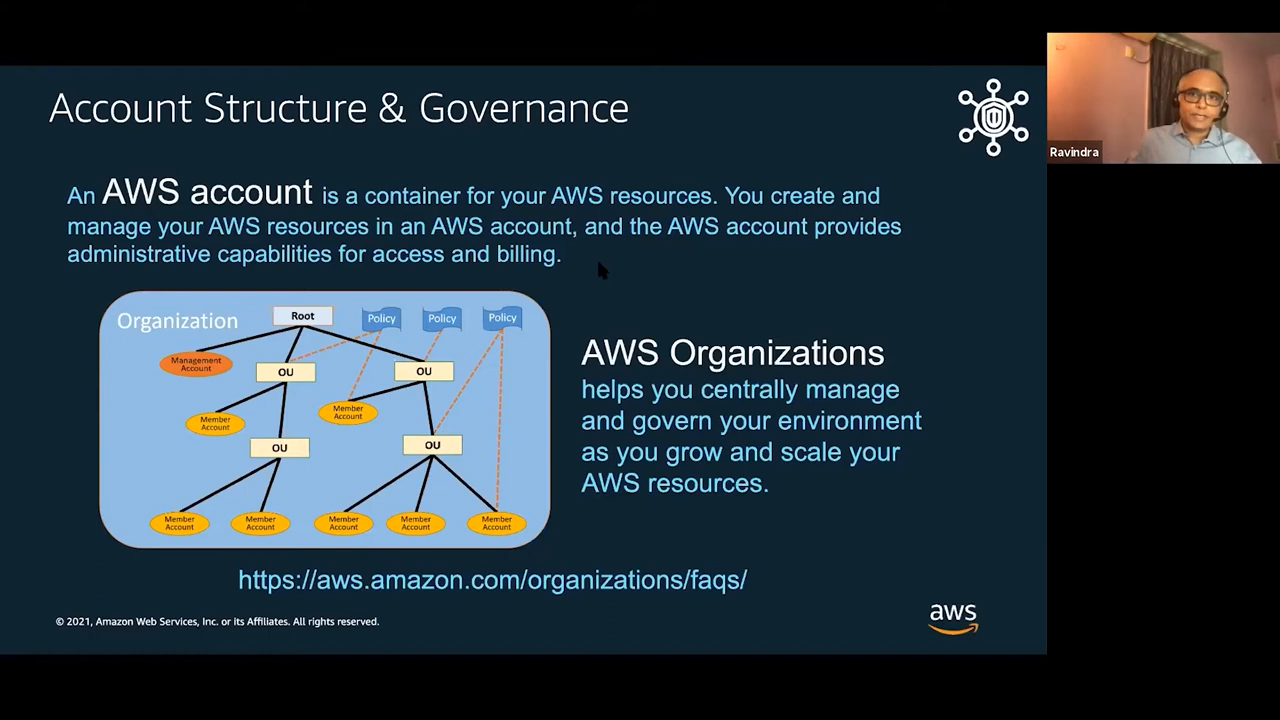 Account Structure & Governance
Ravindra
An AWS account is a container for your AWS resources. You create and
manage your AWS resources in an AWS account, and the AWS account provides
administrative capabilities for access and billing.
Organization
Root
Policy
Policy
Policy
Management
Account
OU
OU
Member
Account
Member
Account
OU
OU
Member
Account
Member
Account
Member
Account
Member
Account
Member
Account
AWS Organizations
helps you centrally manage
and govern your environment
as you grow and scale your
AWS resources.
https://aws.amazon.com/organizations/faqs/
© 2021, Amazon Web Services, Inc. or its Affiliates. All rights reserved.
aws